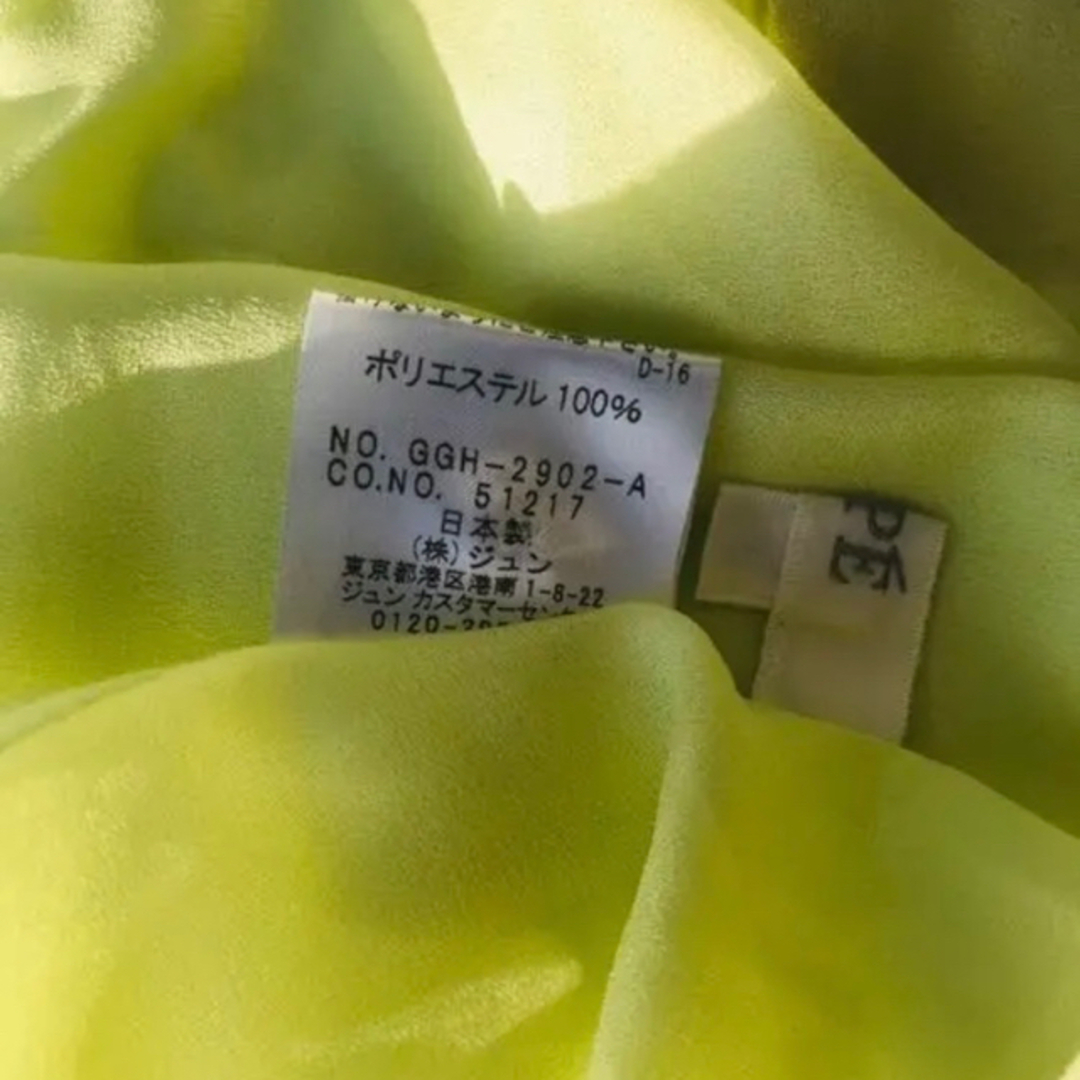 D-16
ポリエステル 100%
NO. GGH-2902-A
CO.NO. 51217
日本製
(株) ジュン
東京都港区港南 1-8-22
ジュン カスタマーセン
0120-
PE